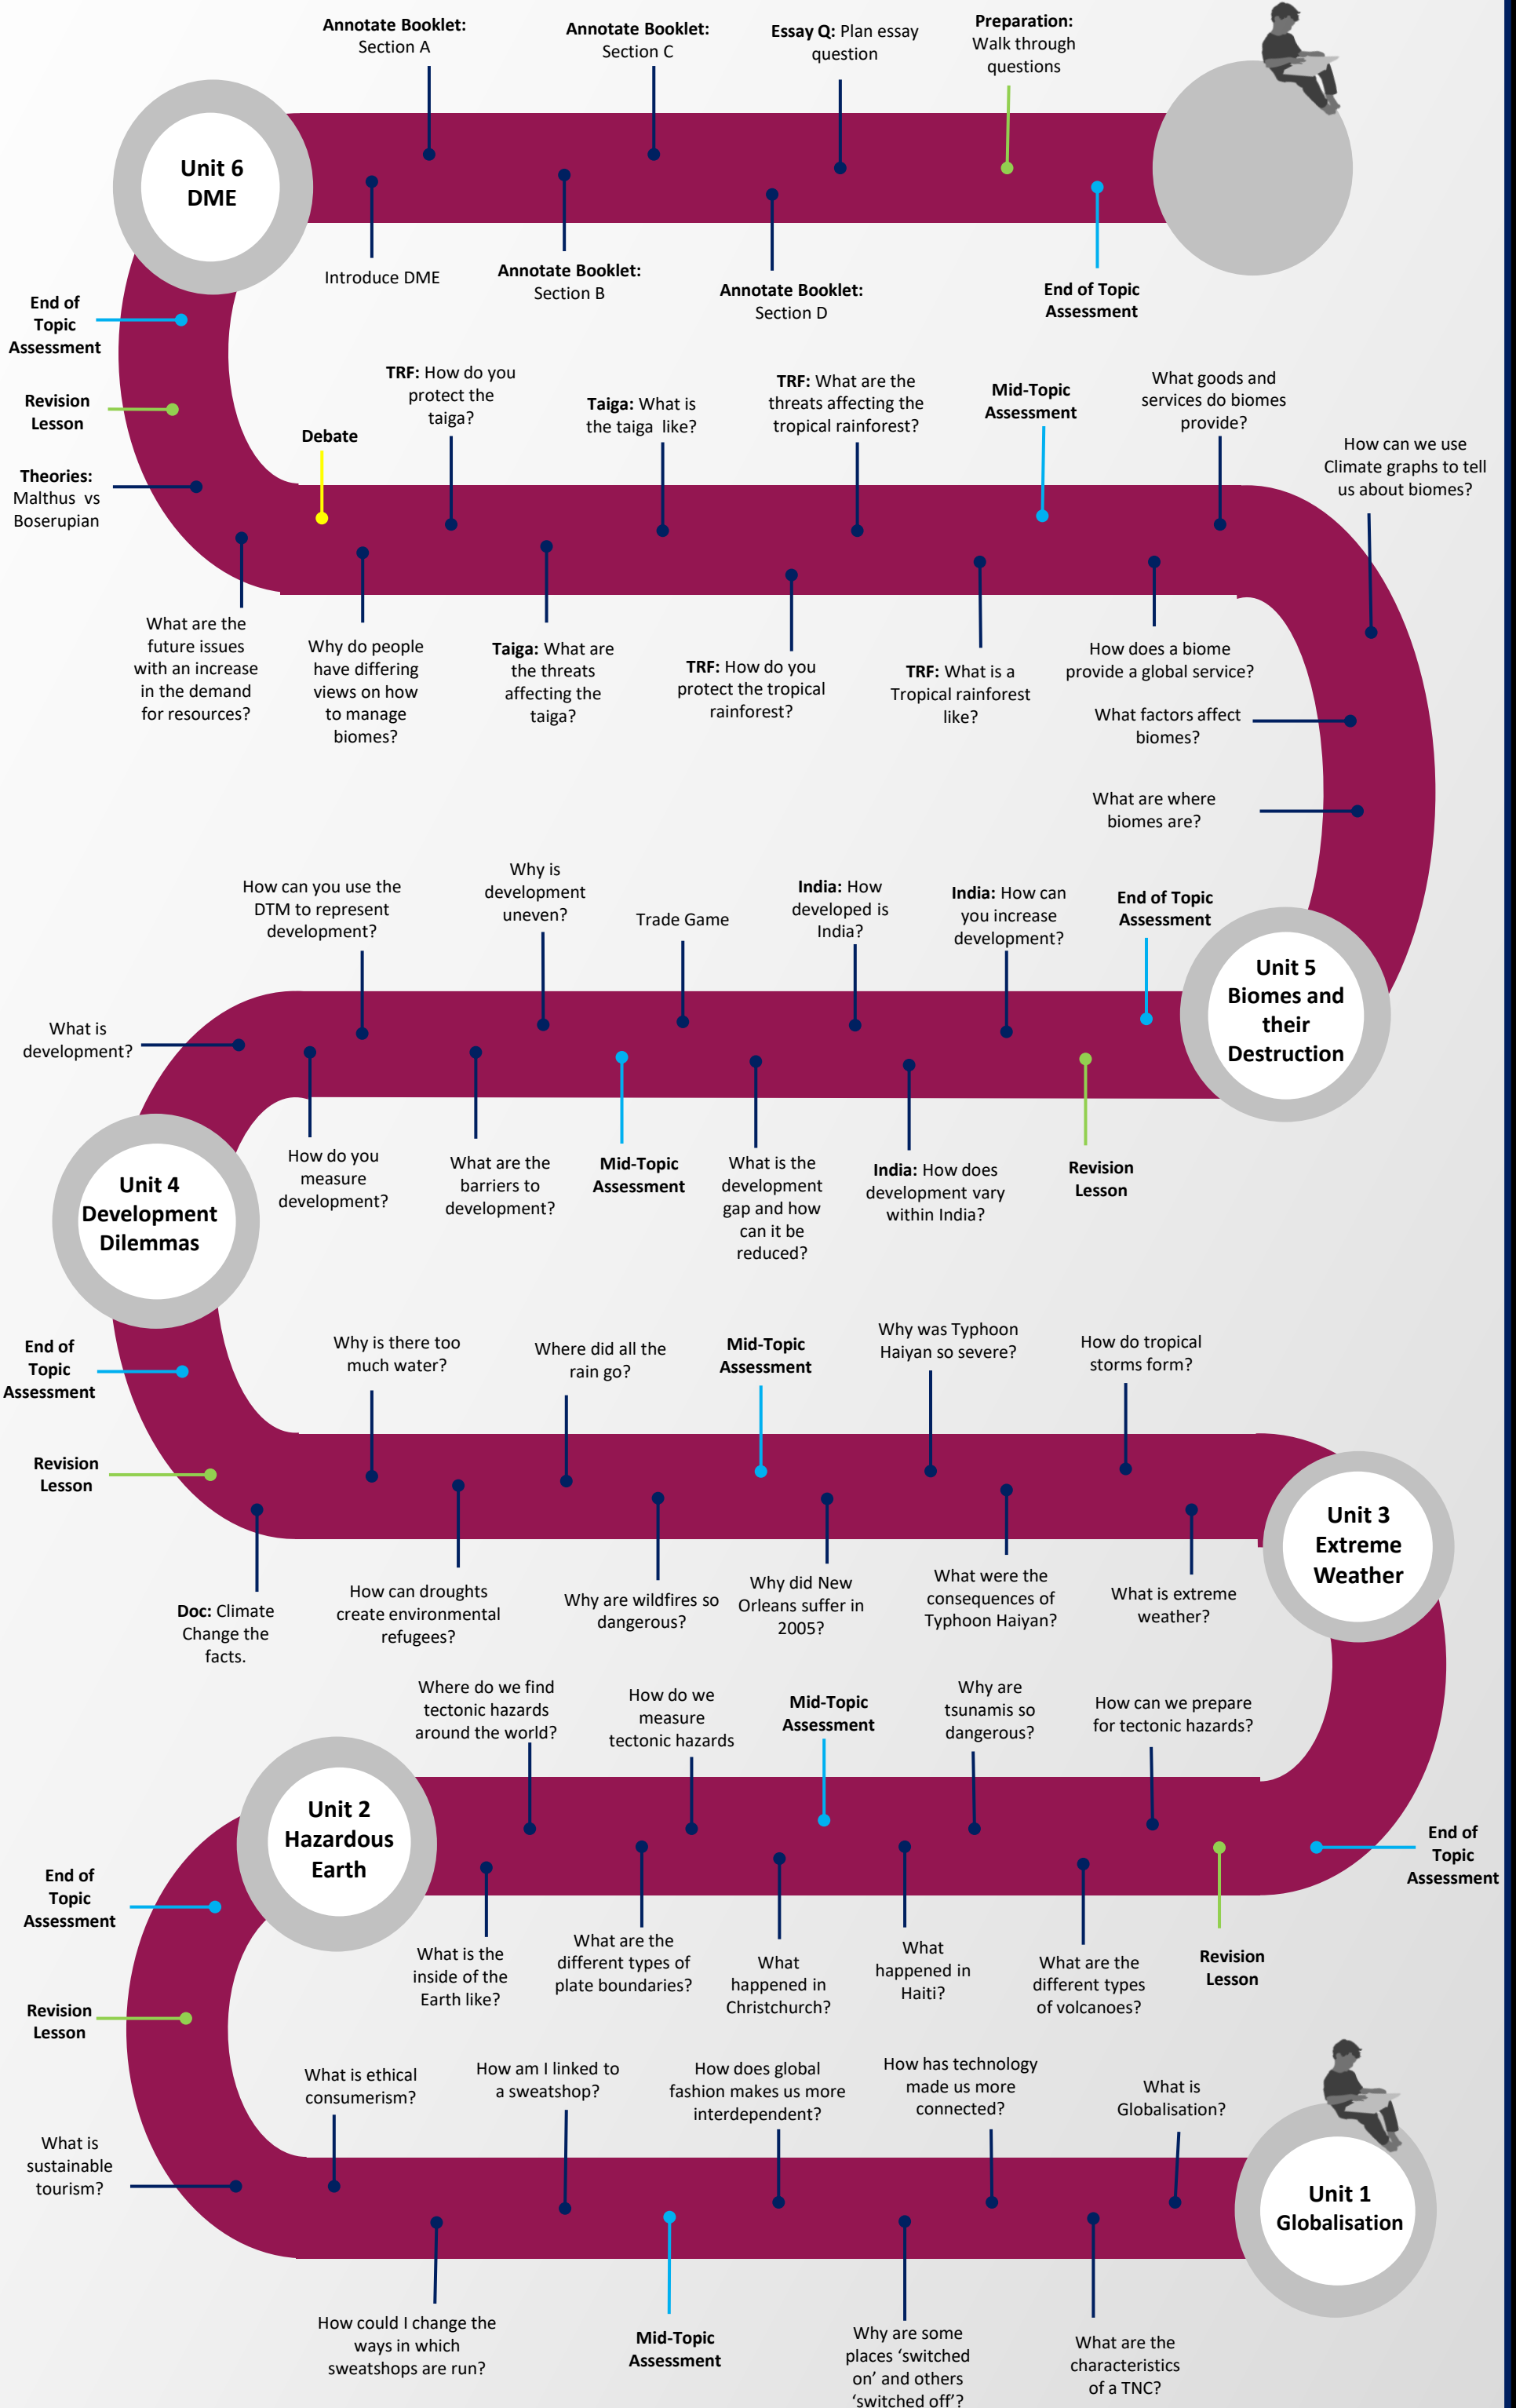 Annotate Booklet:
Section A
Annotate Booklet:
Section C
Essay Q: Plan essay
question
Preparation:
Walk through
questions
Unit 6
DME
Introduce DME
Annotate Booklet:
Section B
Annotate Booklet:
Section D
End of Topic
Assessment
End of
Topic
Assessment
Revision
Lesson
Theories:
Malthus vs
Boserupian
Debate
TRF: How do you
protect the
taiga?
Taiga: What is
the taiga like?
TRF: What are the
threats affecting the
tropical rainforest?
Mid-Topic
Assessment
What goods and
services do biomes
provide?
How can we use
Climate graphs to tell
us about biomes?
What are the
future issues
with an increase
in the demand
for resources?
Why do people
have differing
views on how
to manage
biomes?
Taiga: What are
the threats
affecting the
taiga?
TRF: How do you
protect the tropical
rainforest?
TRF: What is a
Tropical rainforest
like?
How does a biome
provide a global service?
What factors affect
biomes?
What are where
biomes are?
How can you use the
DTM to represent
development?
Why is
development
uneven?
Trade Game
India: How
developed is
India?
India: How can
you increase
development?
End of Topic
Assessment
Unit 5
Biomes and
their
Destruction
What is
development?
How do you
measure
development?
What are the
barriers to
development?
Mid-Topic
Assessment
What is the
development
gap and how
can it be
reduced?
India: How does
development vary
within India?
Revision
Lesson
Unit 4
Development
Dilemmas
End of
Topic
Assessment
Revision
Lesson
Why is there too
much water?
Where did all the
rain go?
Mid-Topic
Assessment
Why was Typhoon
Haiyan so severe?
How do tropical
storms form?
Unit 3
Extreme
Weather
Doc: Climate
Change the
facts.
How can droughts
create environmental
refugees?
Why are wildfires so
dangerous?
Why did New
Orleans suffer in
2005?
What were the
consequences of
Typhoon Haiyan?
What is extreme
weather?
Where do we find
tectonic hazards
around the world?
How do we
measure
tectonic hazards
Mid-Topic
Assessment
Why are
tsunamis so
dangerous?
How can we prepare
for tectonic hazards?
Unit 2
Hazardous
Earth
End of
Topic
Assessment
End of
Topic
Assessment
What is the
inside of the
Earth like?
What are the
different types of
plate boundaries?
What
happened in
Christchurch?
What
happened in
Haiti?
What are the
different types
of volcanoes?
Revision
Lesson
Revision
Lesson
What is
sustainable
tourism?
What is ethical
consumerism?
How am I linked to
a sweatshop?
How does global
fashion makes us more
interdependent?
How has technology
made us more
connected?
What is
Globalisation?
Unit 1
Globalisation
How could I change the
ways in which
sweatshops are run?
Mid-Topic
Assessment
Why are some
places ‘switched
on’ and others
‘switched off’?
What are the
characteristics
of a TNC?